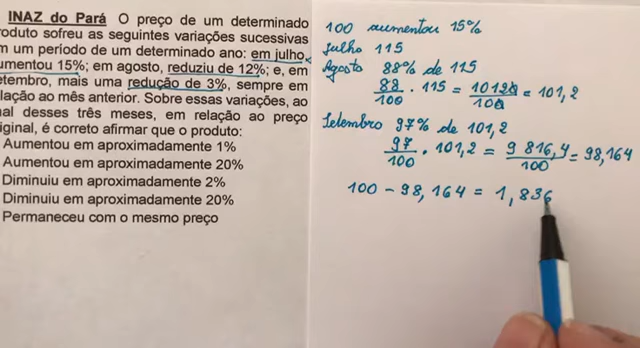 INAZ do Pará O preço de um determinado
roduto sofreu as seguintes variações sucessivas
m um período de um determinado ano: em julho,
umentou 15%; em agosto, reduziu de 12%; e, em
etembro, mais uma redução de 3%, sempre em
lação ao mês anterior. Sobre essas variações, ao
nal desses três meses, em relação ao preço
riginal, é correto afirmar que o produto:
Aumentou em aproximadamente 1%
Aumentou em aproximadamente 20%
Diminuiu em aproximadamente 2%
Diminuiu em aproximadamente 20%
Permaneceu com o mesmo preço
100 aumentou 15%
Julho 115
Agosto 88% de 115
88/100 · 115 = 10120/100 = 101,2
Setembro 97% de 101,2
97/100 · 101,2 = 9 816,4/100 = 98,164
100 - 98,164 = 1,836